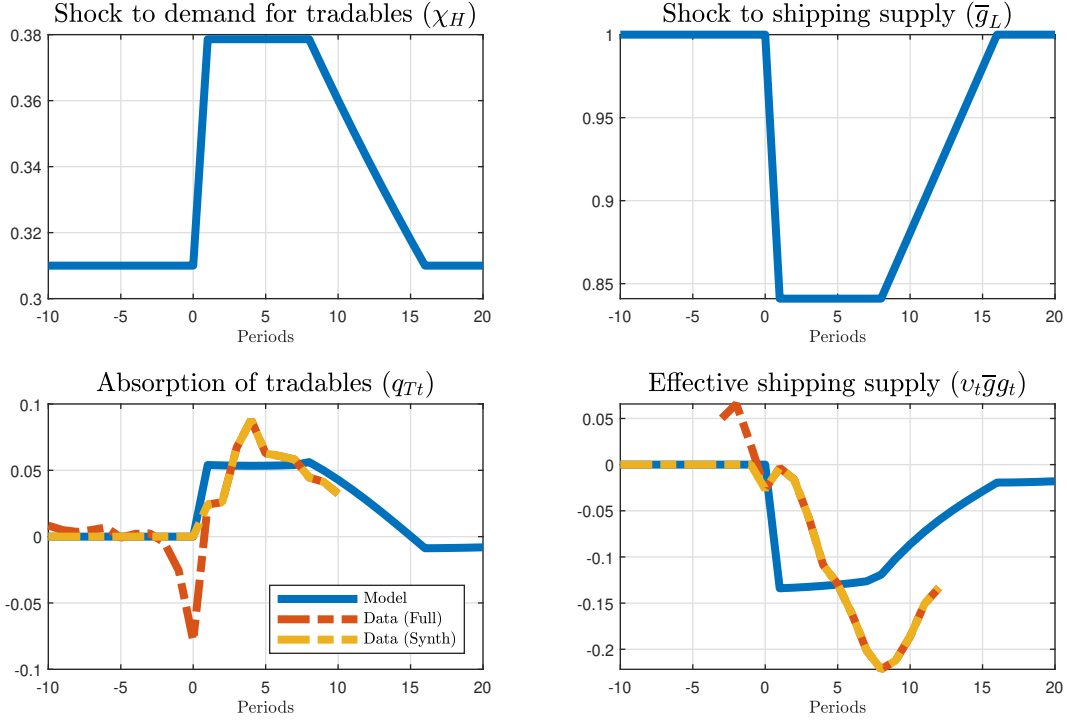 Shock to demand for tradables (χ_H)
0.38
0.36
0.34
0.32
0.3
-10 -5 0 5 10 15 20
Periods
Shock to shipping supply (g̅_L)
1
0.95
0.9
0.85
-10 -5 0 5 10 15 20
Periods
Absorption of tradables (q_{Tt})
0.1
0.05
0
-0.05
-0.1
Model
Data (Full)
Data (Synth)
-10 -5 0 5 10 15 20
Periods
Effective shipping supply (v_t g̅g_t)
0.05
0
-0.05
-0.1
-0.15
-0.2
-10 -5 0 5 10 15 20
Periods